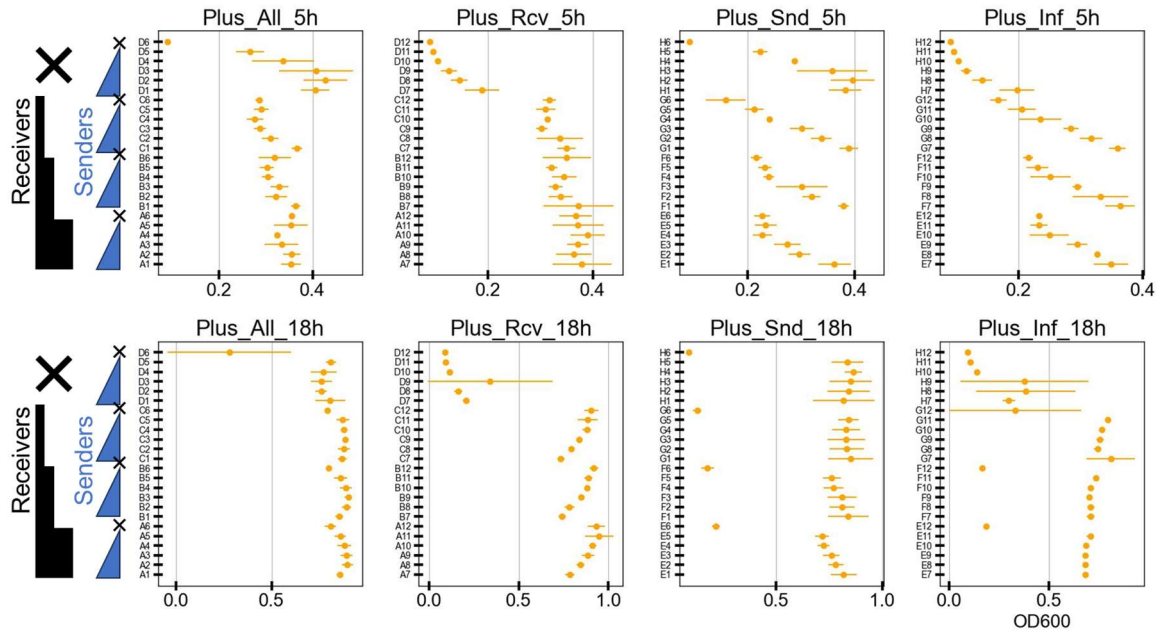 Plus_All_5h
Plus_Rcv_5h
Plus_Snd_5h
Plus_Inf_5h
Receivers
Senders
D6
D5
D4
D3
D2
D1
C6
C5
C4
C3
C2
C1
B6
B5
B4
B3
B2
B1
A6
A5
A4
A3
A2
A1
0.2
0.4
D12
D11
D10
D9
D8
D7
C12
C11
C10
C9
C8
C7
B12
B11
B10
B9
B8
B7
A12
A11
A10
A9
A8
A7
0.2
0.4
H6
H5
H4
H3
H2
H1
G6
G5
G4
G3
G2
G1
F6
F5
F4
F3
F2
F1
E6
E5
E4
E3
E2
E1
0.2
0.4
H12
H11
H10
H9
H8
H7
G12
G11
G10
G9
G8
G7
F12
F11
F10
F9
F8
F7
E12
E11
E10
E9
E8
E7
0.2
0.4
Plus_All_18h
Plus_Rcv_18h
Plus_Snd_18h
Plus_Inf_18h
Receivers
Senders
D6
D5
D4
D3
D2
D1
C6
C5
C4
C3
C2
C1
B6
B5
B4
B3
B2
B1
A6
A5
A4
A3
A2
A1
0.0
0.5
D12
D11
D10
D9
D8
D7
C12
C11
C10
C9
C8
C7
B12
B11
B10
B9
B8
B7
A12
A11
A10
A9
A8
A7
0.0
0.5
1.0
H6
H5
H4
H3
H2
H1
G6
G5
G4
G3
G2
G1
F6
F5
F4
F3
F2
F1
E6
E5
E4
E3
E2
E1
0.5
1.0
H12
H11
H10
H9
H8
H7
G12
G11
G10
G9
G8
G7
F12
F11
F10
F9
F8
F7
E12
E11
E10
E9
E8
E7
0.5
OD600